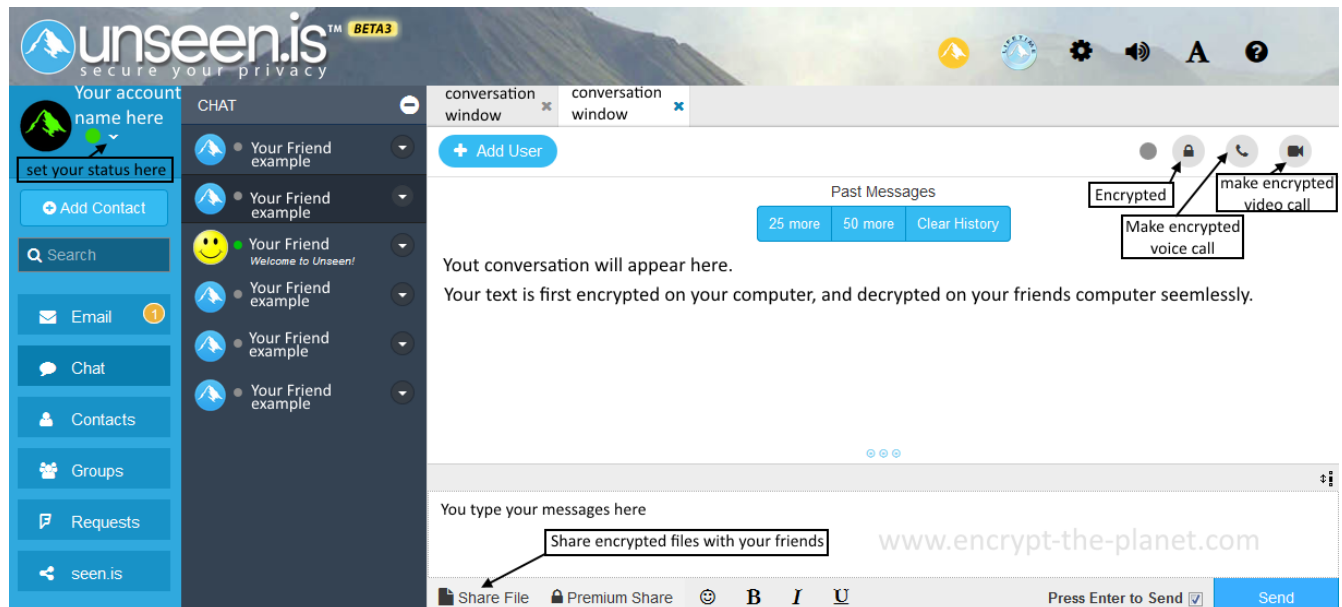 unseen.is™ BETA3
secure your privacy
A
Your account
name here
set your status here
Add Contact
Search
Email 1
Chat
Contacts
Groups
Requests
seen.is
CHAT
Your Friend
example
Your Friend
example
Your Friend
Welcome to Unseen!
Your Friend
example
Your Friend
example
Your Friend
example
conversation
window
conversation
window
Add User
Encrypted
Make encrypted
voice call
make encrypted
video call
Past Messages
25 more 50 more Clear History
Yout conversation will appear here.
Your text is first encrypted on your computer, and decrypted on your friends computer seemlessly.
You type your messages here
Share encrypted files with your friends
www.encrypt-the-planet.com
Share File Premium Share B I U Press Enter to Send Send